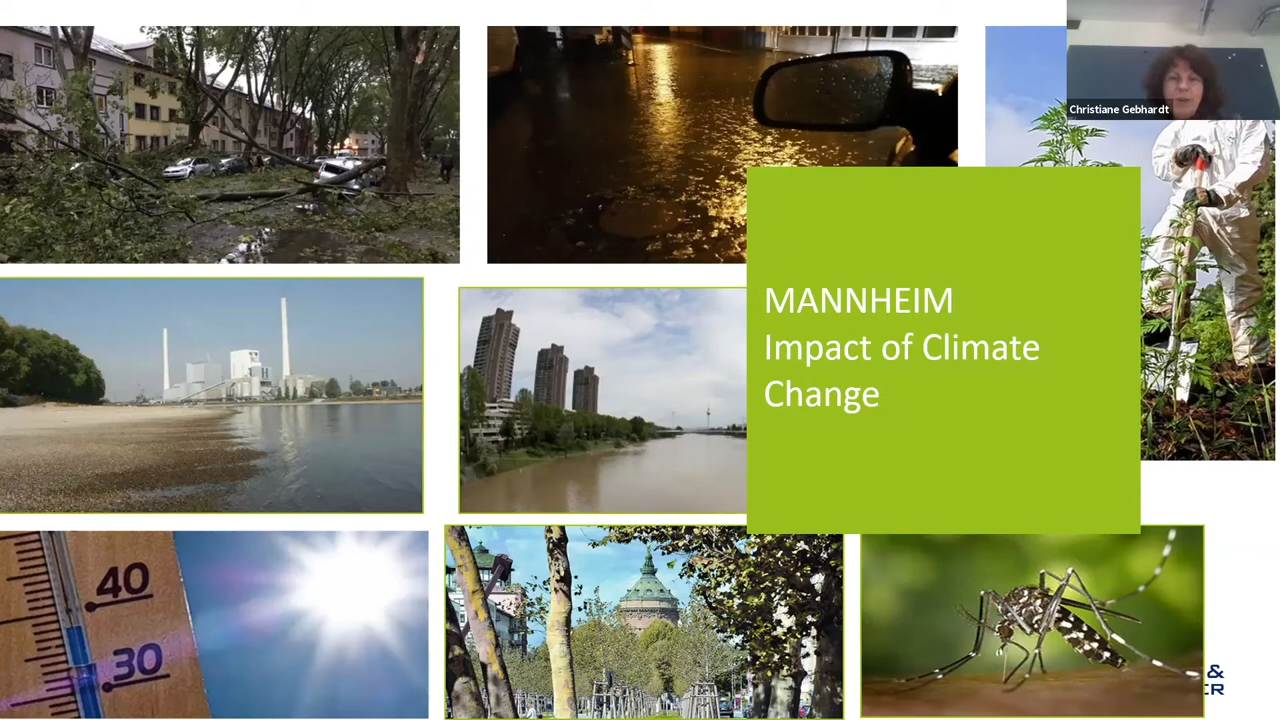 Christiane Gebhardt
MANNHEIM
Impact of Climate
Change
40
30
&